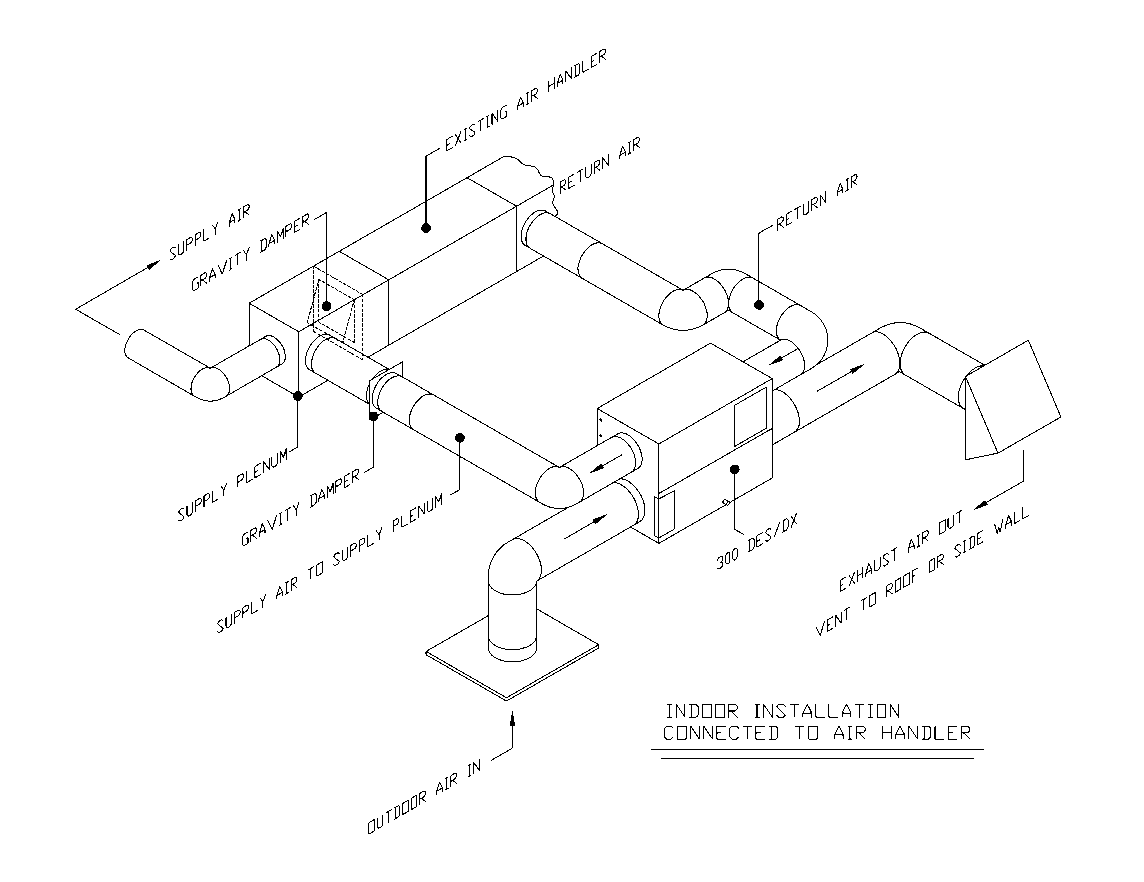 EXISTING AIR HANDLER
RETURN AIR
RETURN AIR
SUPPLY AIR
GRAVITY DAMPER
SUPPLY PLENUM
GRAVITY DAMPER
SUPPLY AIR TO SUPPLY PLENUM
300 DES/DX
EXHAUST AIR OUT
VENT TO ROOF OR SIDE WALL
INDOOR INSTALLATION
CONNECTED TO AIR HANDLER
OUTDOOR AIR IN